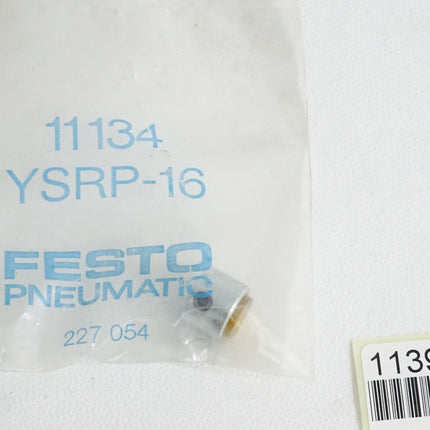 11134
YSRP-16
FESTO
PNEUMATIC
227 054
1139